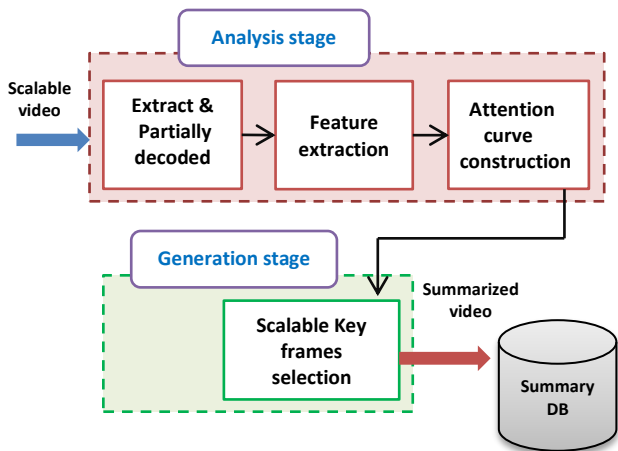 Analysis stage
Scalable
video
Extract &
Partially
decoded
Feature
extraction
Attention
curve
construction
Generation stage
Scalable Key
frames
selection
Summarized
video
Summary
DB